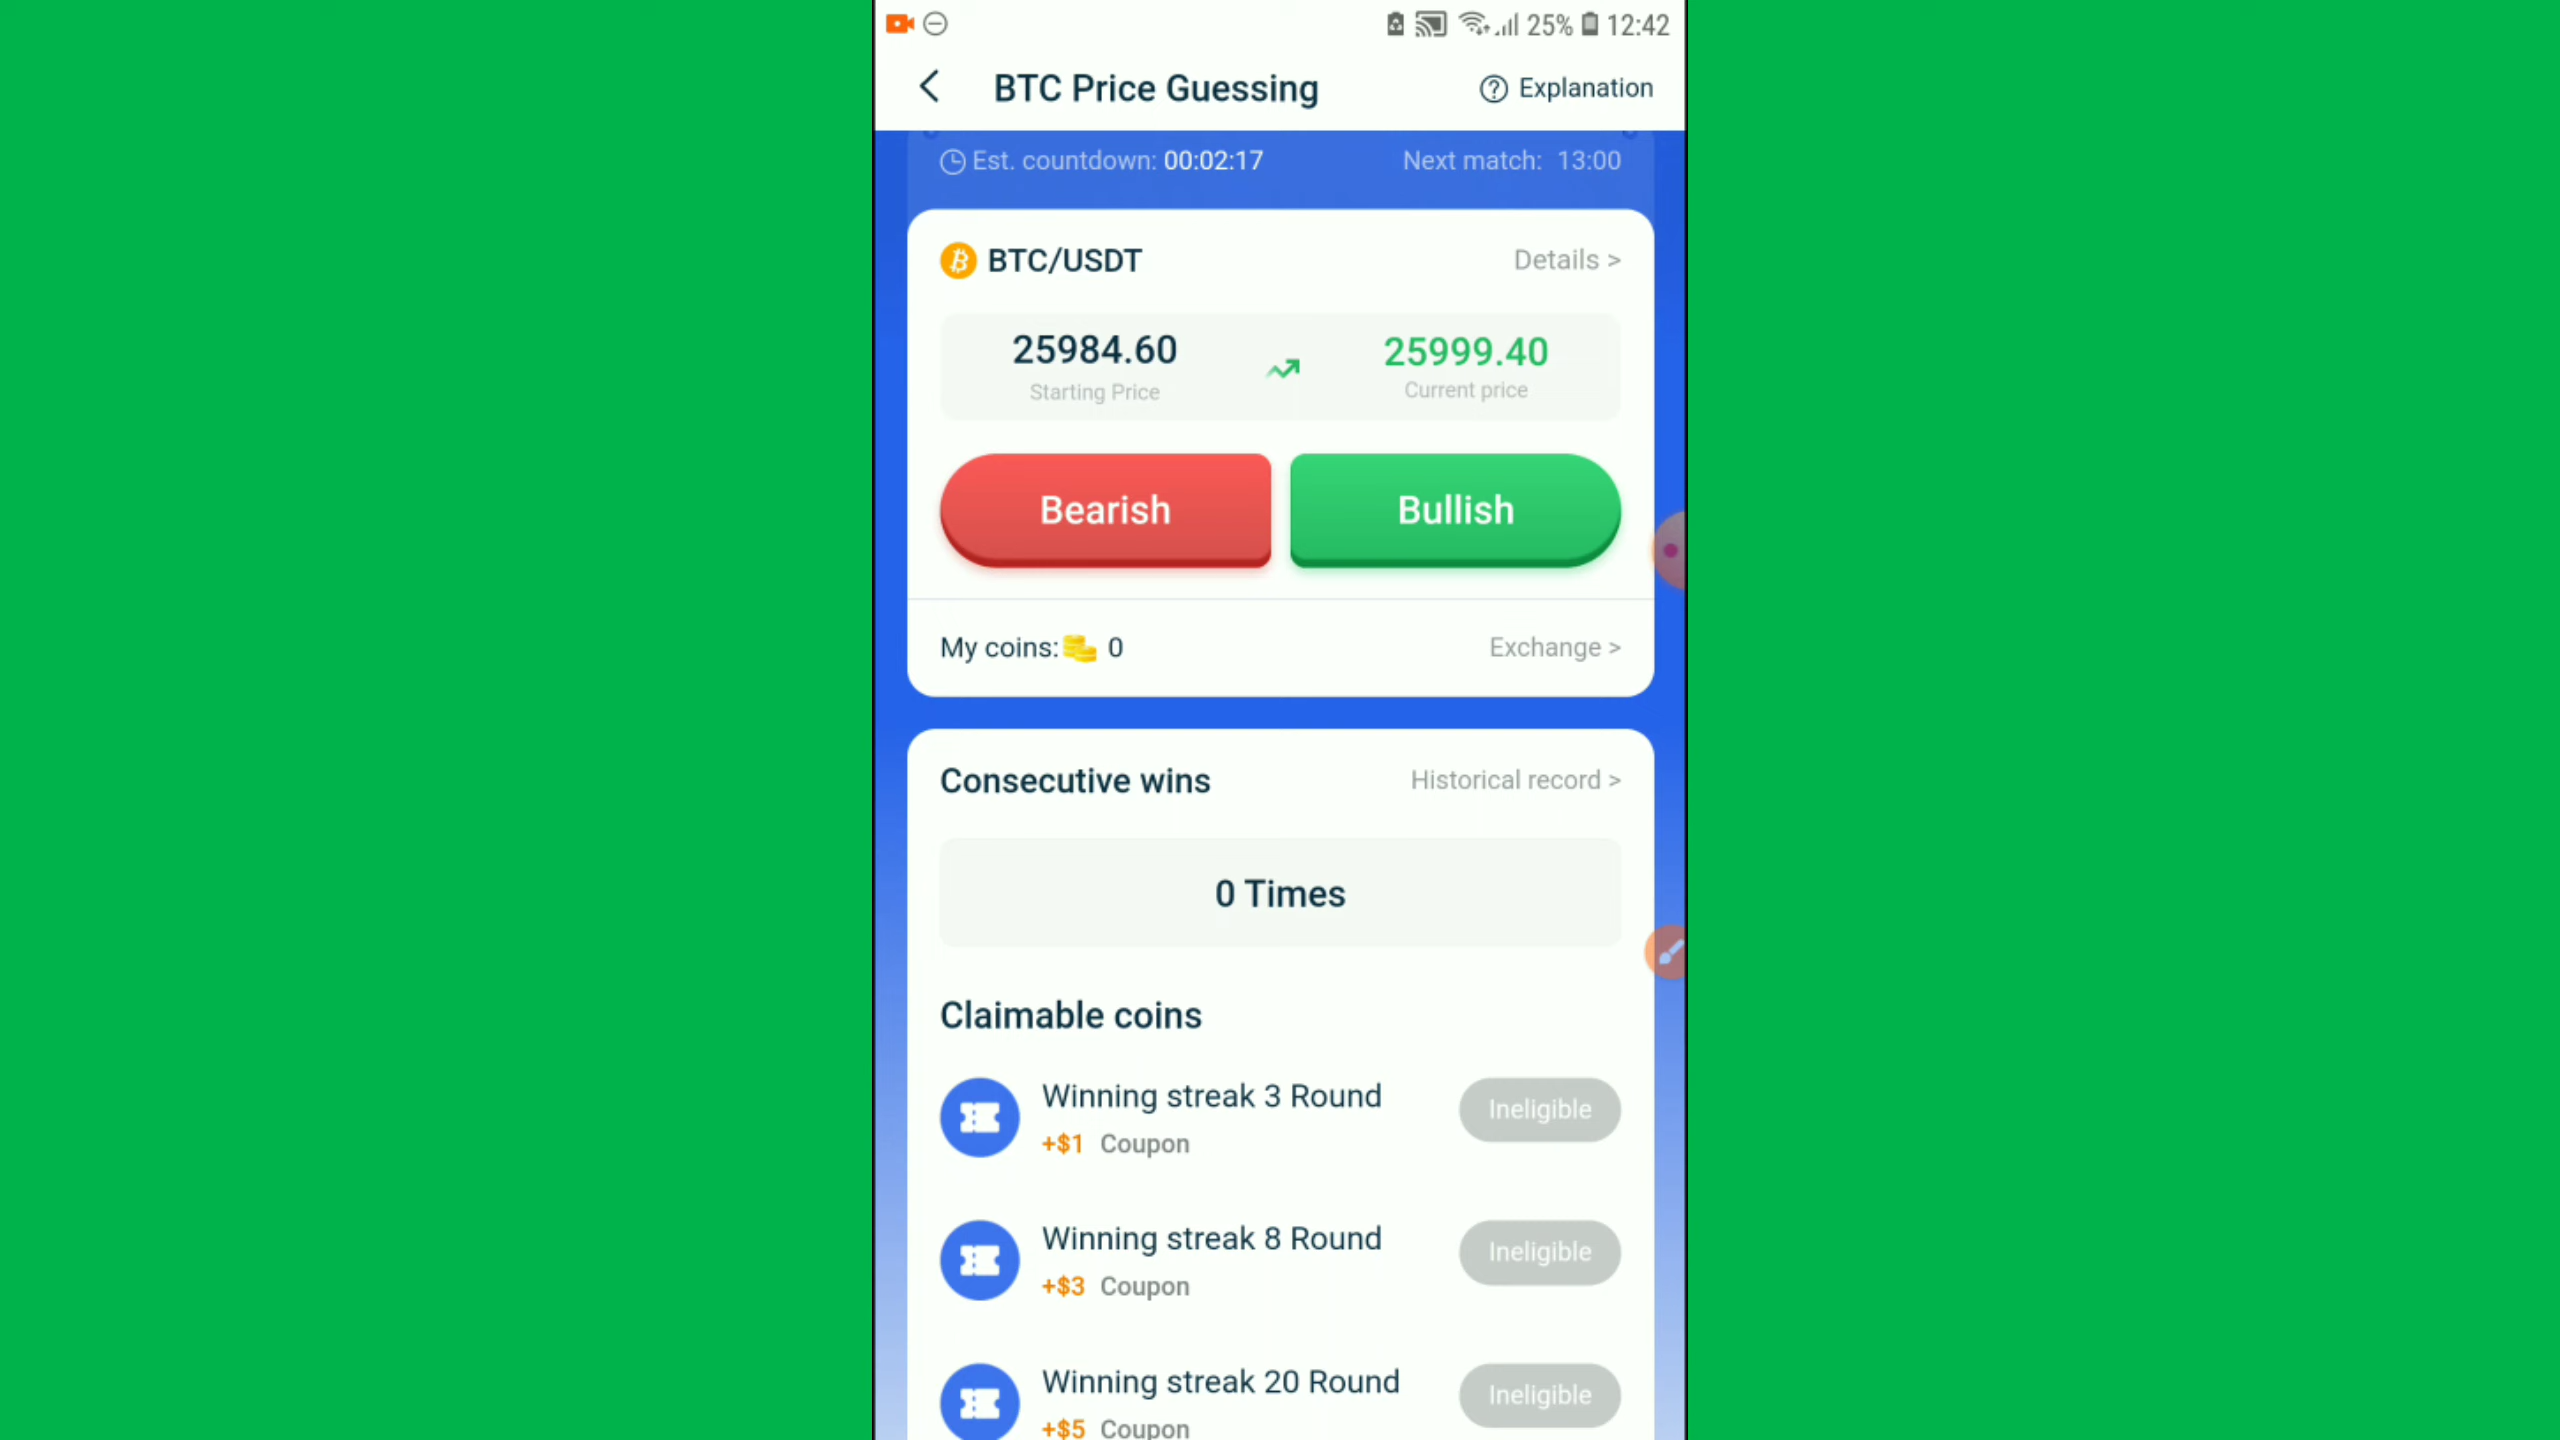 25% 12:42
BTC Price Guessing
Explanation
Est. countdown: 00:02:17
Next match: 13:00
BTC/USDT
Details >
25984.60
25999.40
Starting Price
Current price
Bearish
Bullish
My coins: 0
Exchange >
Consecutive wins
Historical record >
0 Times
Claimable coins
Winning streak 3 Round
+$1 Coupon
Ineligible
Winning streak 8 Round
+$3 Coupon
Ineligible
Winning streak 20 Round
+$5 Coupon
Ineligible